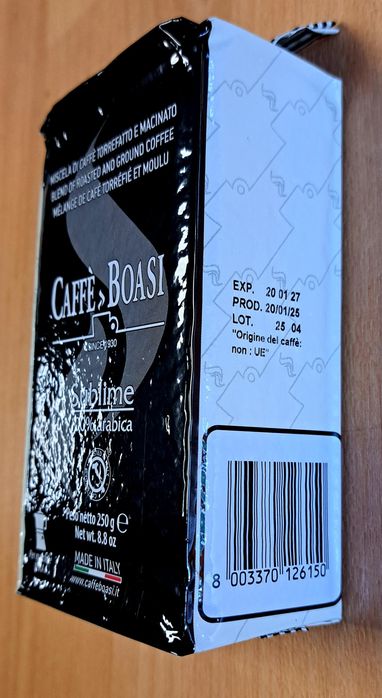 MISCELA DI CAFFÈ TORREFATTO E MACINATO
BLEND OF ROASTED AND GROUND COFFEE
MÉLANGE DE CAFÉ TORRÉFIÉ ET MOULU
CAFFÈ BOASI
SINCE 1930
Sublime
100% arabica
Peso netto 250 g ℮
Net wt. 8.8 oz
MADE IN ITALY
www.caffeboasi.it
EXP. 20 01 27
PROD. 20/01/25
LOT. 25 04
"Origine del caffè:
non : UE"
8 003370 126150